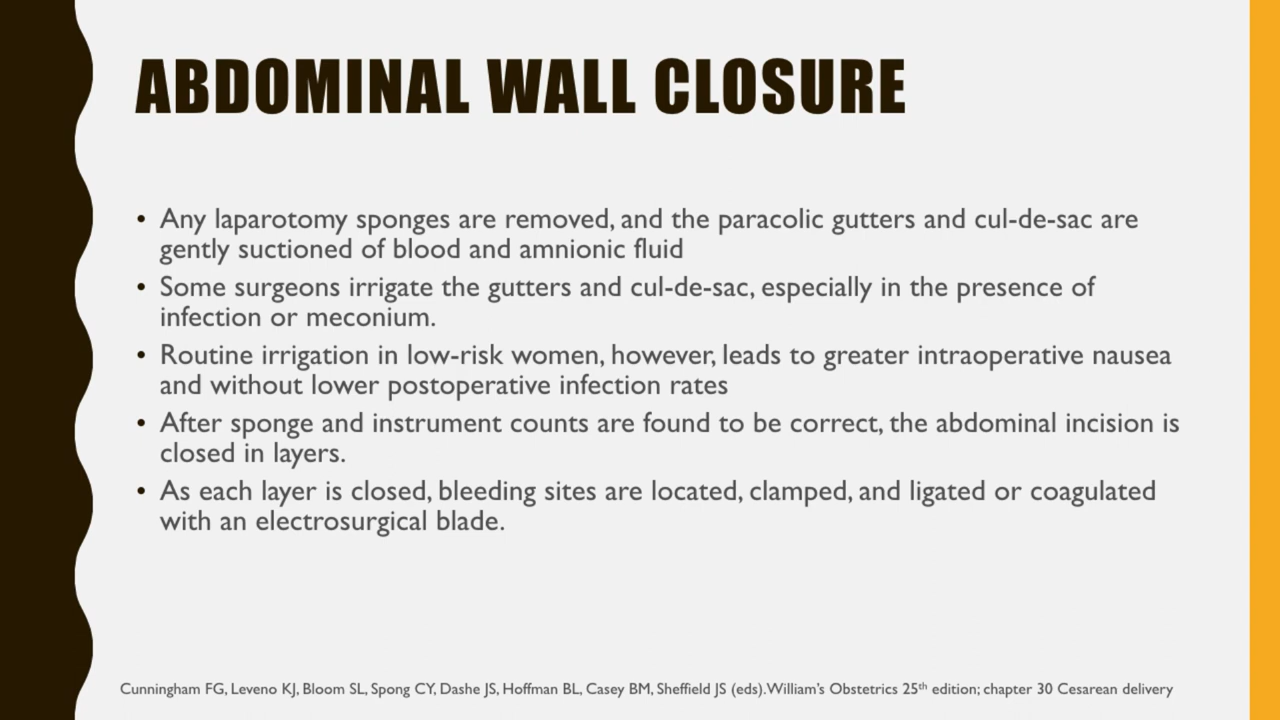 ABDOMINAL WALL CLOSURE
• Any laparotomy sponges are removed, and the paracolic gutters and cul-de-sac are
gently suctioned of blood and amnionic fluid
• Some surgeons irrigate the gutters and cul-de-sac, especially in the presence of
infection or meconium.
• Routine irrigation in low-risk women, however, leads to greater intraoperative nausea
and without lower postoperative infection rates
• After sponge and instrument counts are found to be correct, the abdominal incision is
closed in layers.
• As each layer is closed, bleeding sites are located, clamped, and ligated or coagulated
with an electrosurgical blade.
Cunningham FG, Leveno KJ, Bloom SL, Spong CY, Dashe JS, Hoffman BL, Casey BM, Sheffield JS (eds).William's Obstetrics 25th edition; chapter 30 Cesarean delivery